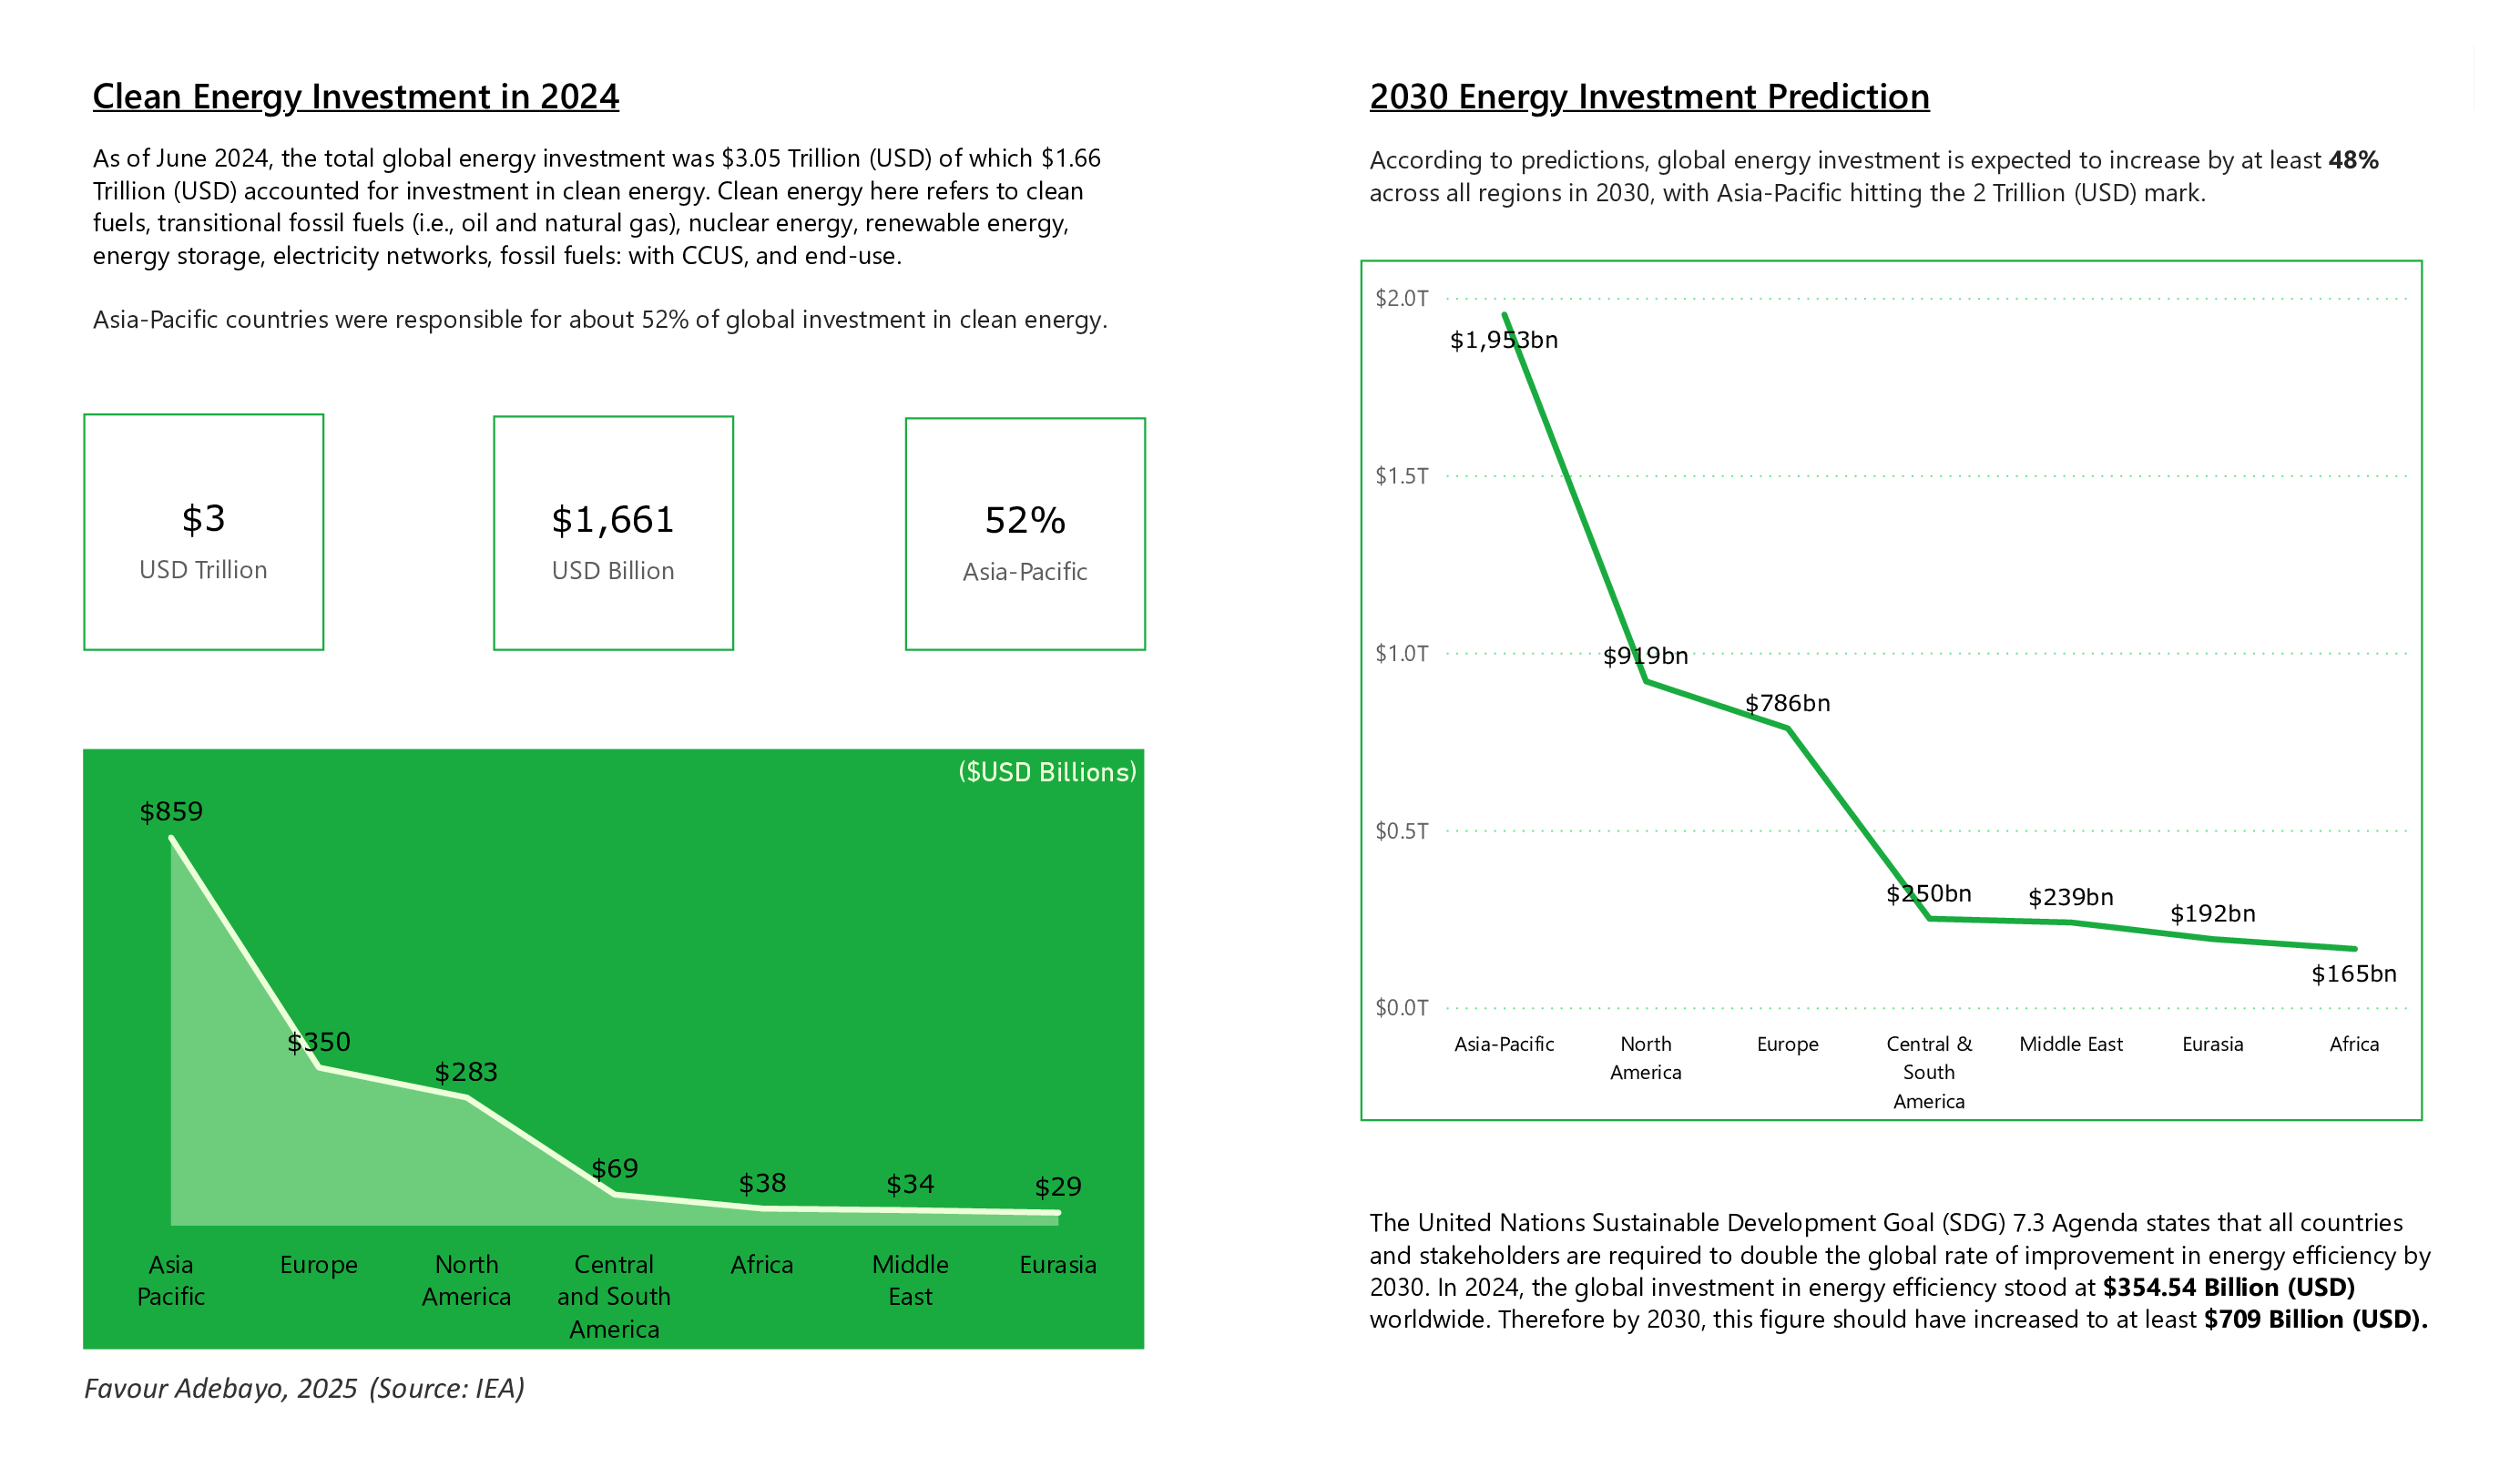 Clean Energy Investment in 2024
As of June 2024, the total global energy investment was $3.05 Trillion (USD) of which $1.66
Trillion (USD) accounted for investment in clean energy. Clean energy here refers to clean
fuels, transitional fossil fuels (i.e., oil and natural gas), nuclear energy, renewable energy,
energy storage, electricity networks, fossil fuels: with CCUS, and end-use.
Asia-Pacific countries were responsible for about 52% of global investment in clean energy.
$3
USD Trillion
$1,661
USD Billion
52%
Asia-Pacific
($USD Billions)
$859
$350
$283
$69
$38
$34
$29
Asia
Pacific
Europe
North
America
Central
and South
America
Africa
Middle
East
Eurasia
Favour Adebayo, 2025 (Source: IEA)
2030 Energy Investment Prediction
According to predictions, global energy investment is expected to increase by at least 48%
across all regions in 2030, with Asia-Pacific hitting the 2 Trillion (USD) mark.
$2.0T
$1.5T
$1.0T
$0.5T
$0.0T
$1,953bn
$919bn
$786bn
$250bn
$239bn
$192bn
$165bn
Asia-Pacific
North
America
Europe
Central &
South
America
Middle East
Eurasia
Africa
The United Nations Sustainable Development Goal (SDG) 7.3 Agenda states that all countries
and stakeholders are required to double the global rate of improvement in energy efficiency by
2030. In 2024, the global investment in energy efficiency stood at $354.54 Billion (USD)
worldwide. Therefore by 2030, this figure should have increased to at least $709 Billion (USD).